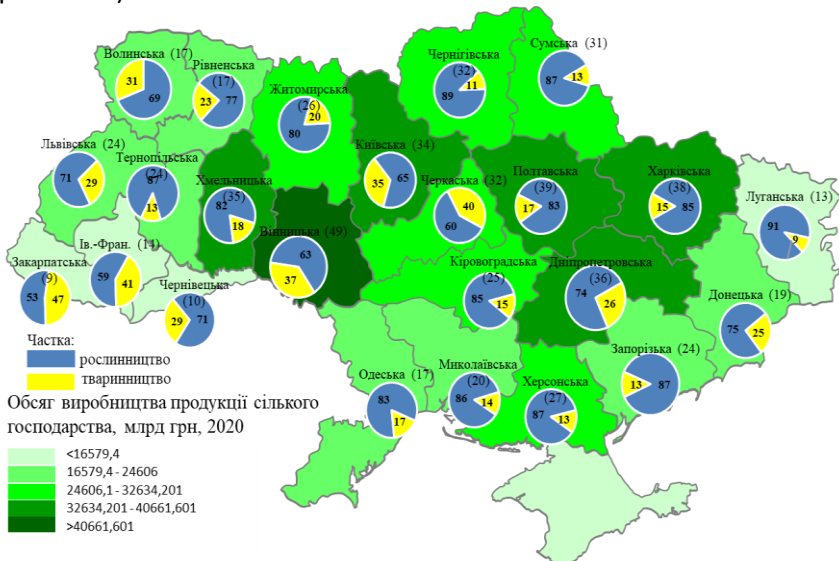 Волинська (17)
31
69
Рівненська
(17)
23
77
Житомирська
(26)
20
80
Чернігівська
(32)
11
89
Сумська (31)
13
87
Львівська (24)
71
29
Тернопільська
(24)
87
13
Хмельницька
(35)
82
18
Київська (34)
35
65
Черкаська (32)
40
60
Полтавська
(39)
17
83
Харківська
(38)
15
85
Луганська (13)
91
9
Вінницька (49)
63
37
Ів.-Фран. (14)
59
41
Закарпатська
(9)
53
47
Чернівецька
(10)
29
71
Кіровоградська
(25)
85
15
Дніпропетровська
(36)
74
26
Донецька (19)
75
25
Запорізька (24)
13
87
Миколаївська
(20)
86
14
Одеська (17)
83
17
Херсонська
(27)
87
13
Частка:
рослинництво
тваринництво
Обсяг виробництва продукції сілького
господарства, млрд грн, 2020
<16579,4
16579,4 - 24606
24606,1 - 32634,201
32634,201 - 40661,601
>40661,601